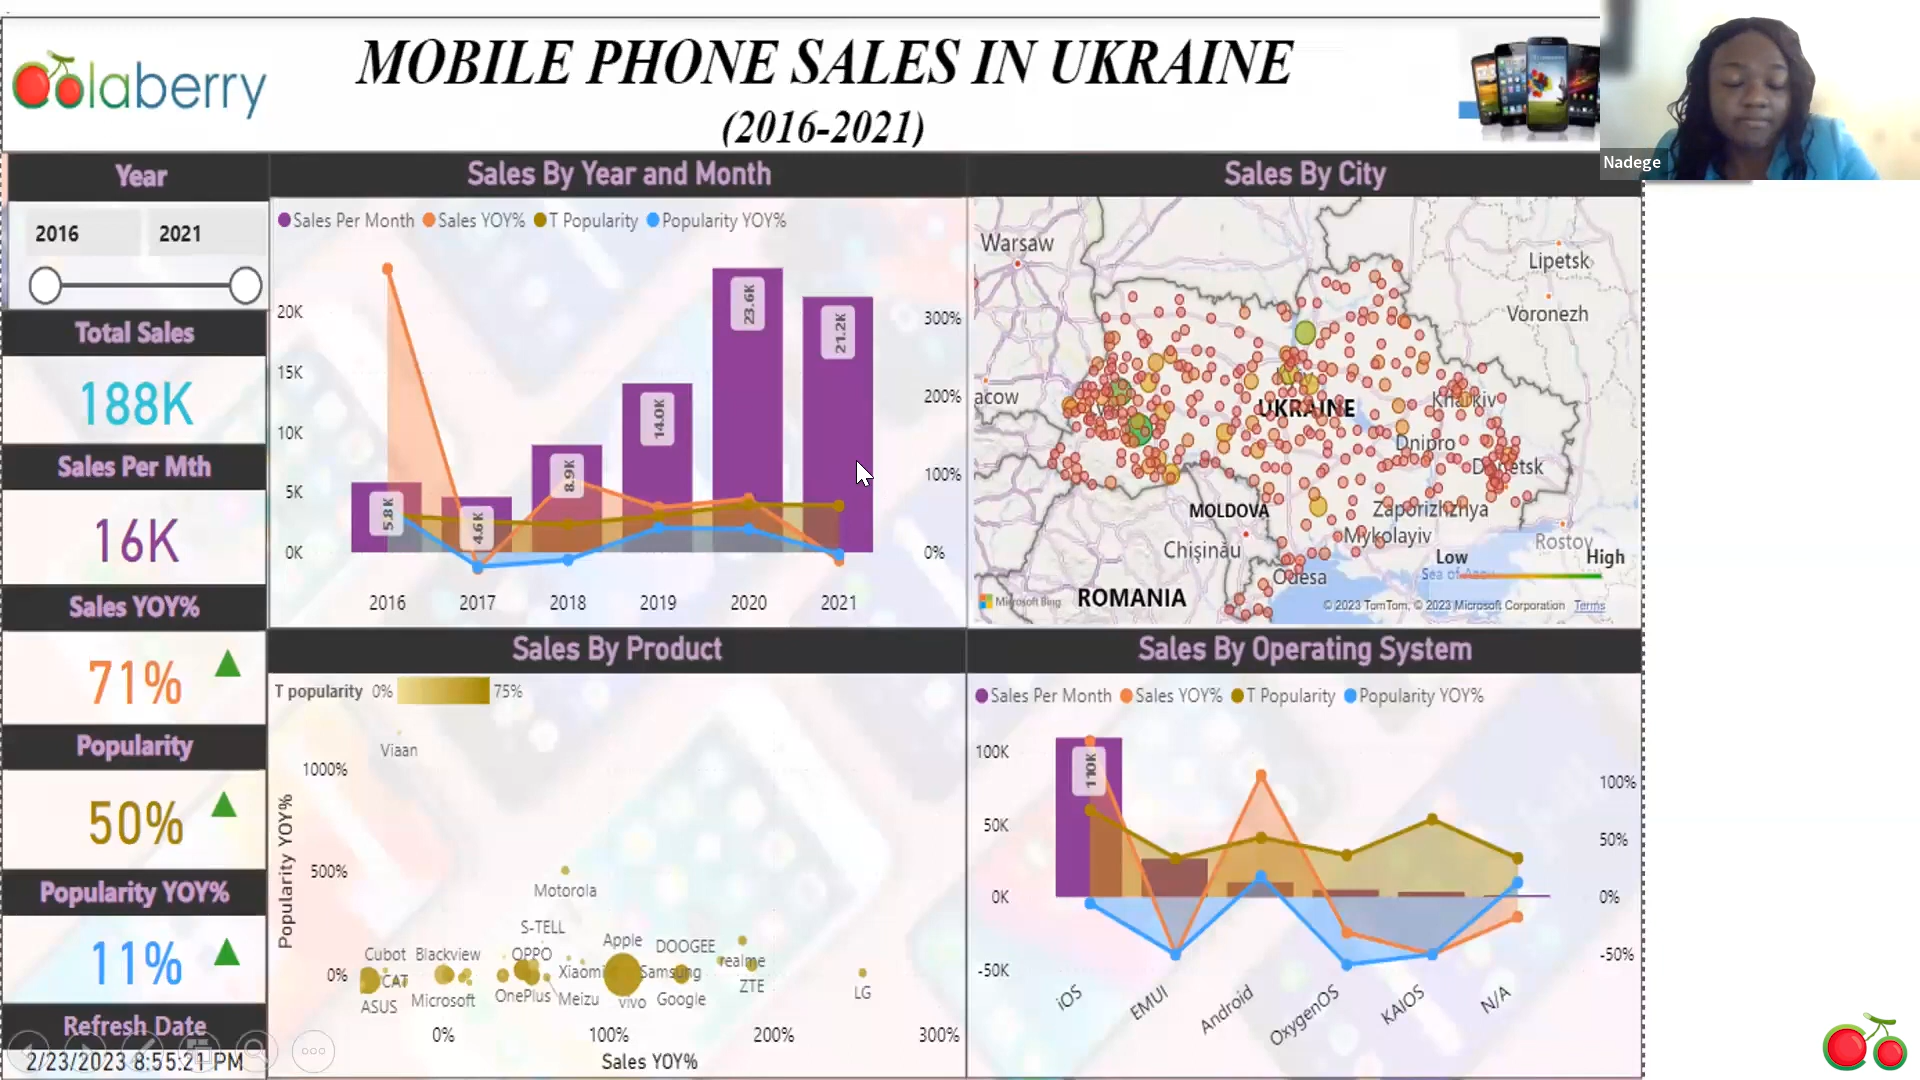 Colaberry
MOBILE PHONE SALES IN UKRAINE
(2016-2021)
Nadege
Year
2016 2021
Total Sales
188K
Sales Per Mth
16K
Sales YOY%
71%
Popularity
50%
Popularity YOY%
11%
Refresh Date
2/23/2023 8:55:21 PM
Sales By Year and Month
Sales Per Month Sales YOY% T Popularity Popularity YOY%
20K
15K
10K
5K
0K
300%
200%
100%
0%
5.8K
4.6K
8.9K
14.0K
23.6K
21.2K
2016 2017 2018 2019 2020 2021
Sales By City
Warsaw
Lipetsk
Voronezh
acow
UKRAINE
Kharkiv
Dnipro
Donetsk
MOLDOVA
Zaporizhzhya
Mykolayiv
Chișinău
Rostov
Odesa
Low High
Sea of Azov
ROMANIA
Microsoft Bing
© 2023 TomTom, © 2023 Microsoft Corporation Terms
Sales By Product
T popularity 0% 75%
Popularity YOY%
1000%
500%
0%
Viaan
Motorola
S-TELL
Apple
DOOGEE
Cubot
Blackview
OPPO
realme
Xiaomi
Samsung
CAT
ASUS
Microsoft
OnePlus
Meizu
vivo
Google
ZTE
LG
0% 100% 200% 300%
Sales YOY%
Sales By Operating System
Sales Per Month Sales YOY% T Popularity Popularity YOY%
100K
50K
0K
-50K
100%
50%
0%
-50%
110K
iOS
EMUI
Android
OxygenOS
KAIOS
N/A